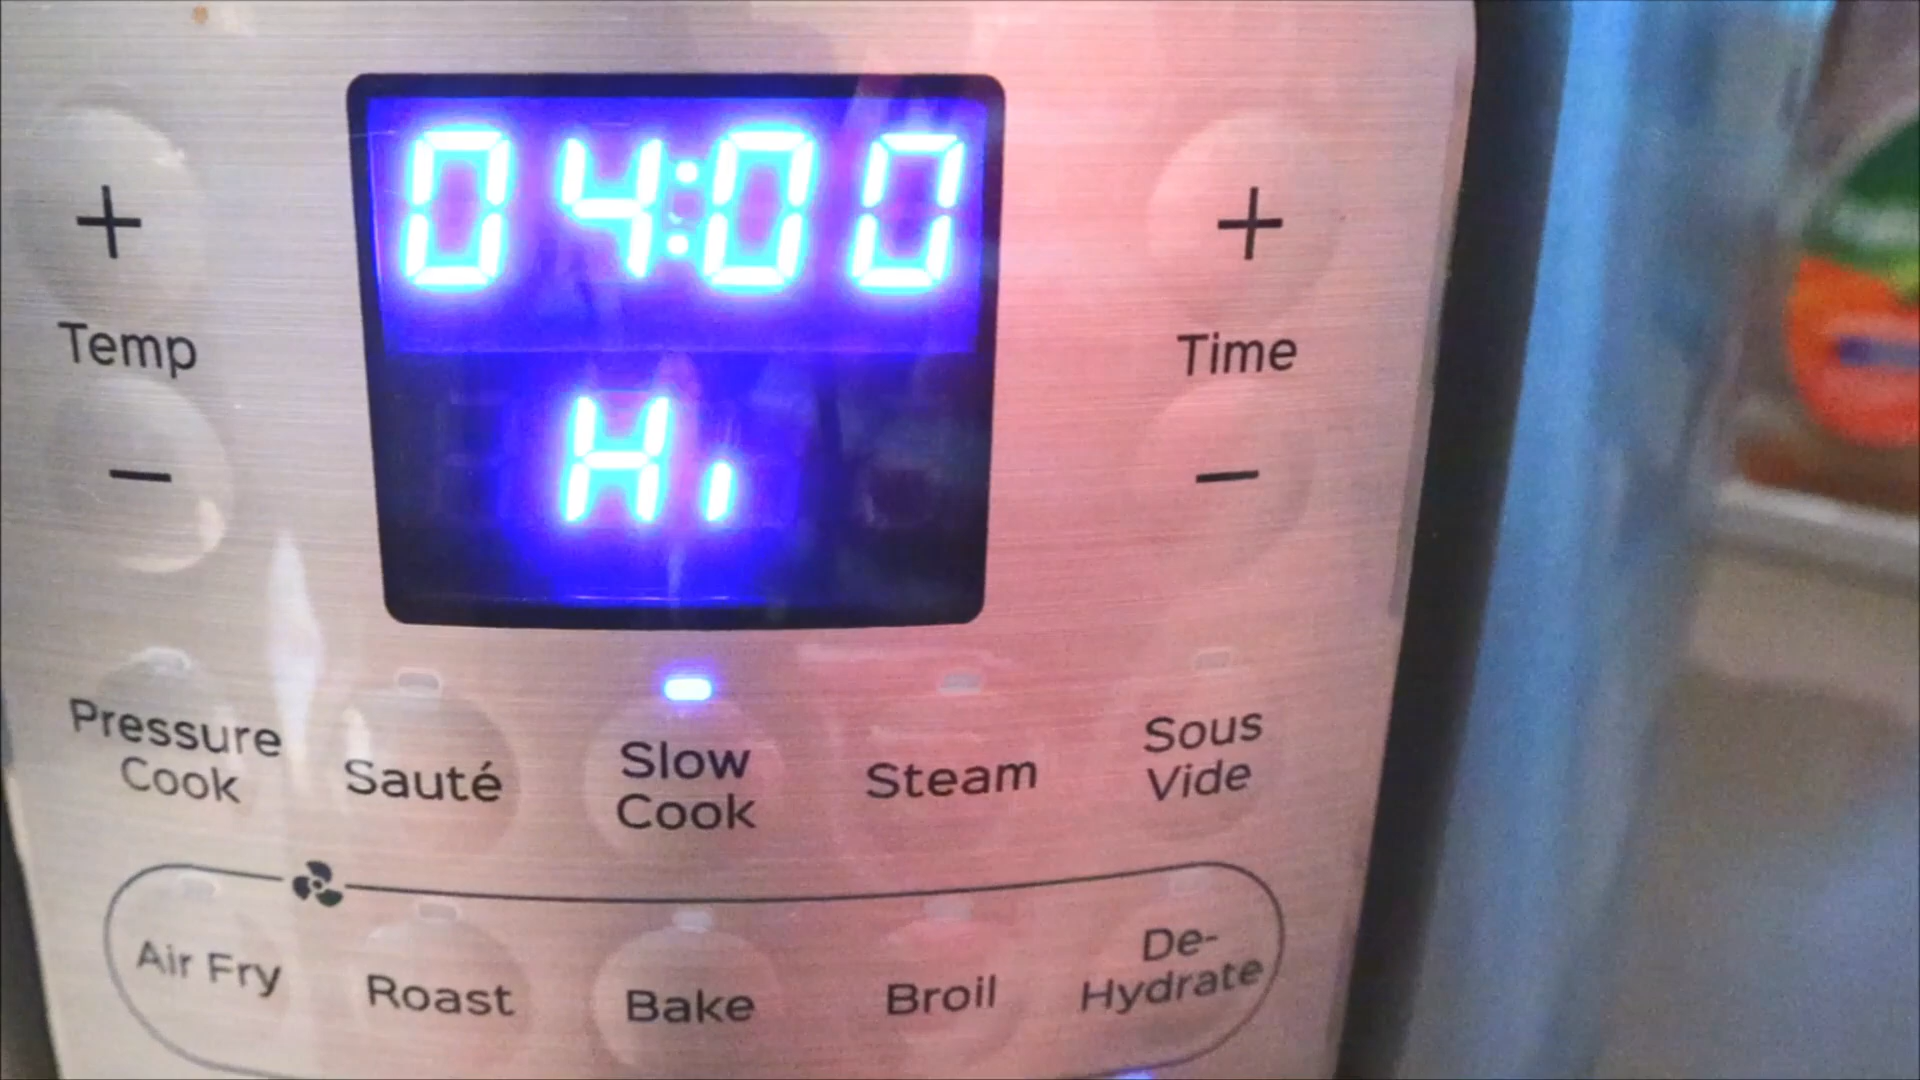 04:00
+ +
Temp Time
Hi
− −
Pressure Cook
Sauté
Slow Cook
Steam
Sous Vide
Air Fry
Roast
Bake
Broil
De-
Hydrate